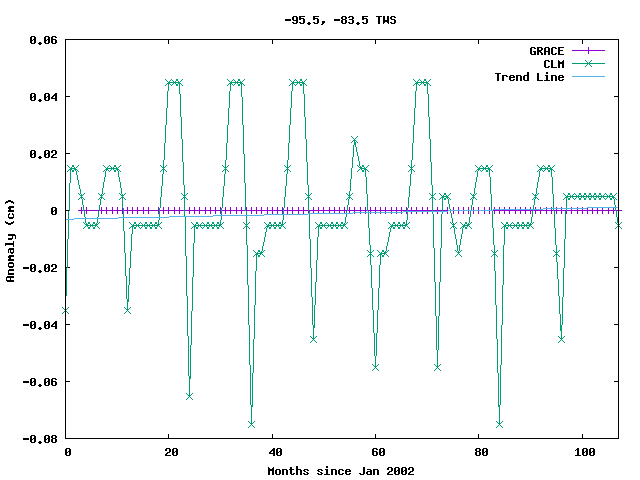 -95.5, -83.5 TWS
GRACE
CLM
Trend Line
0.06
0.04
0.02
0
-0.02
-0.04
-0.06
-0.08
Anomaly (cm)
0 20 40 60 80 100
Months since Jan 2002